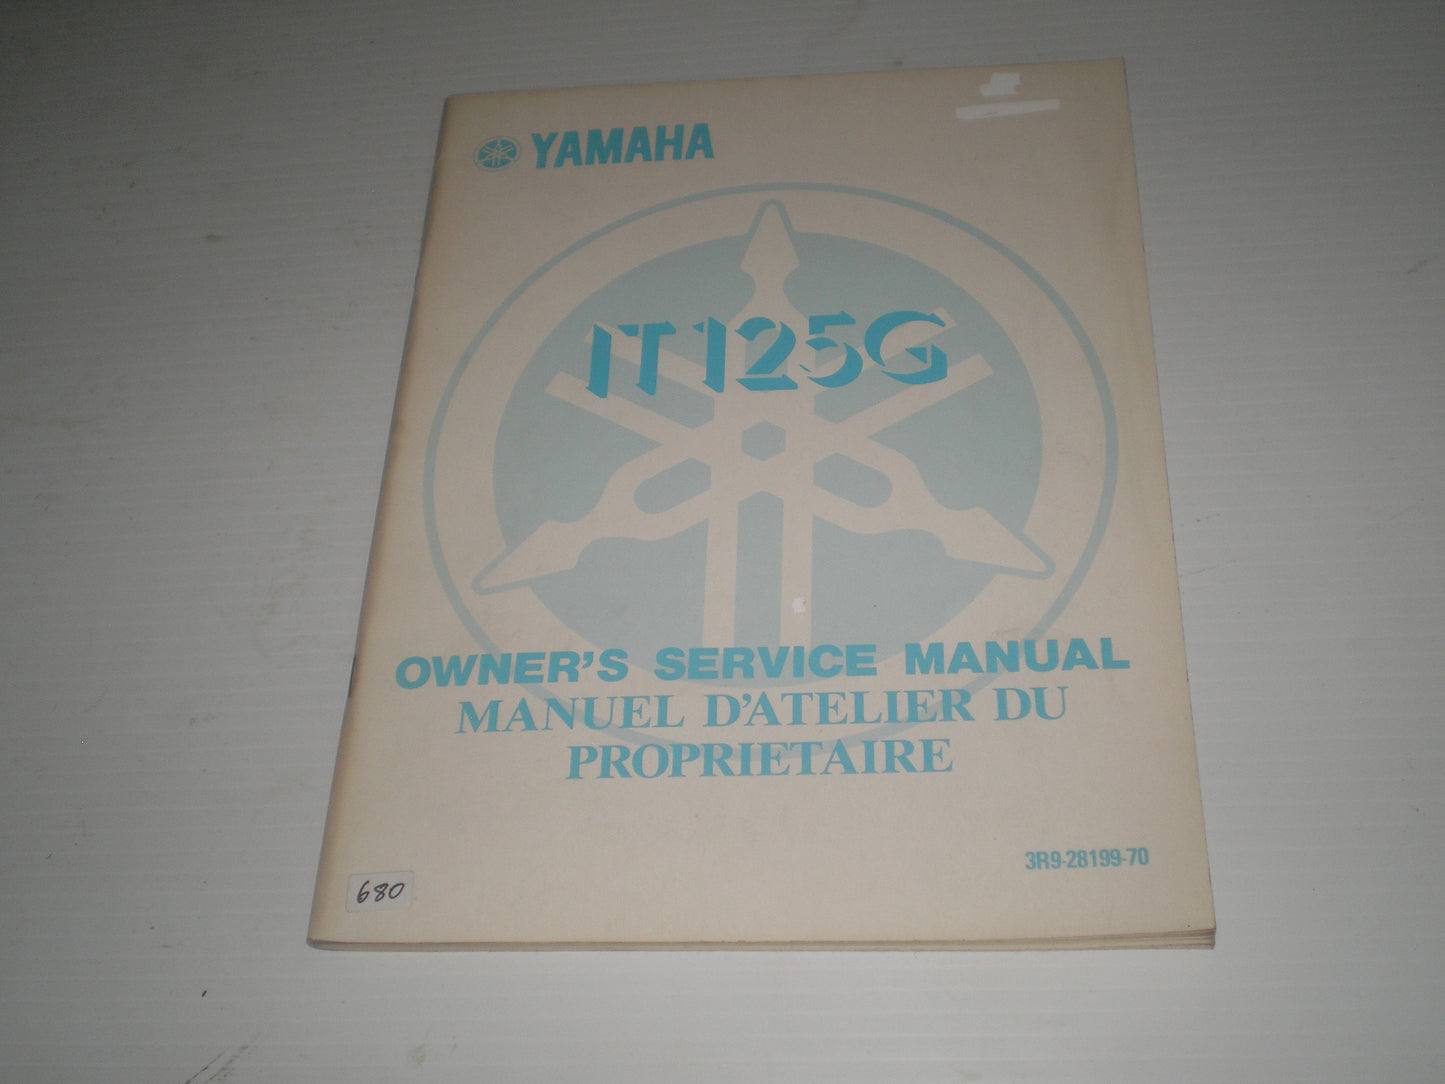 YAMAHA
IT125G
OWNER'S SERVICE MANUAL
MANUEL D'ATELIER DU
PROPRIETAIRE
3R9-28199-70
680